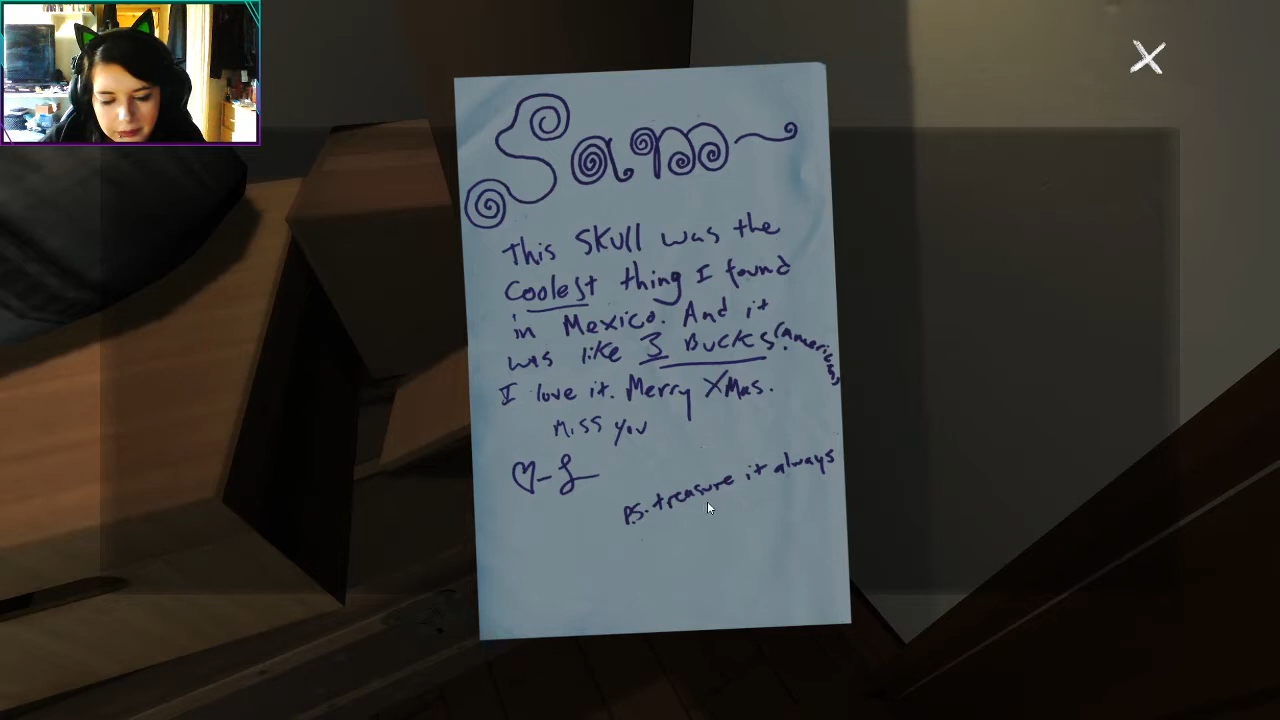 Sam~
This Skull was the
Coolest thing I found
in Mexico. And it
was like 3 Bucks. (American)
I love it. Merry XMas.
Miss you
♡-L
P.S. treasure it always